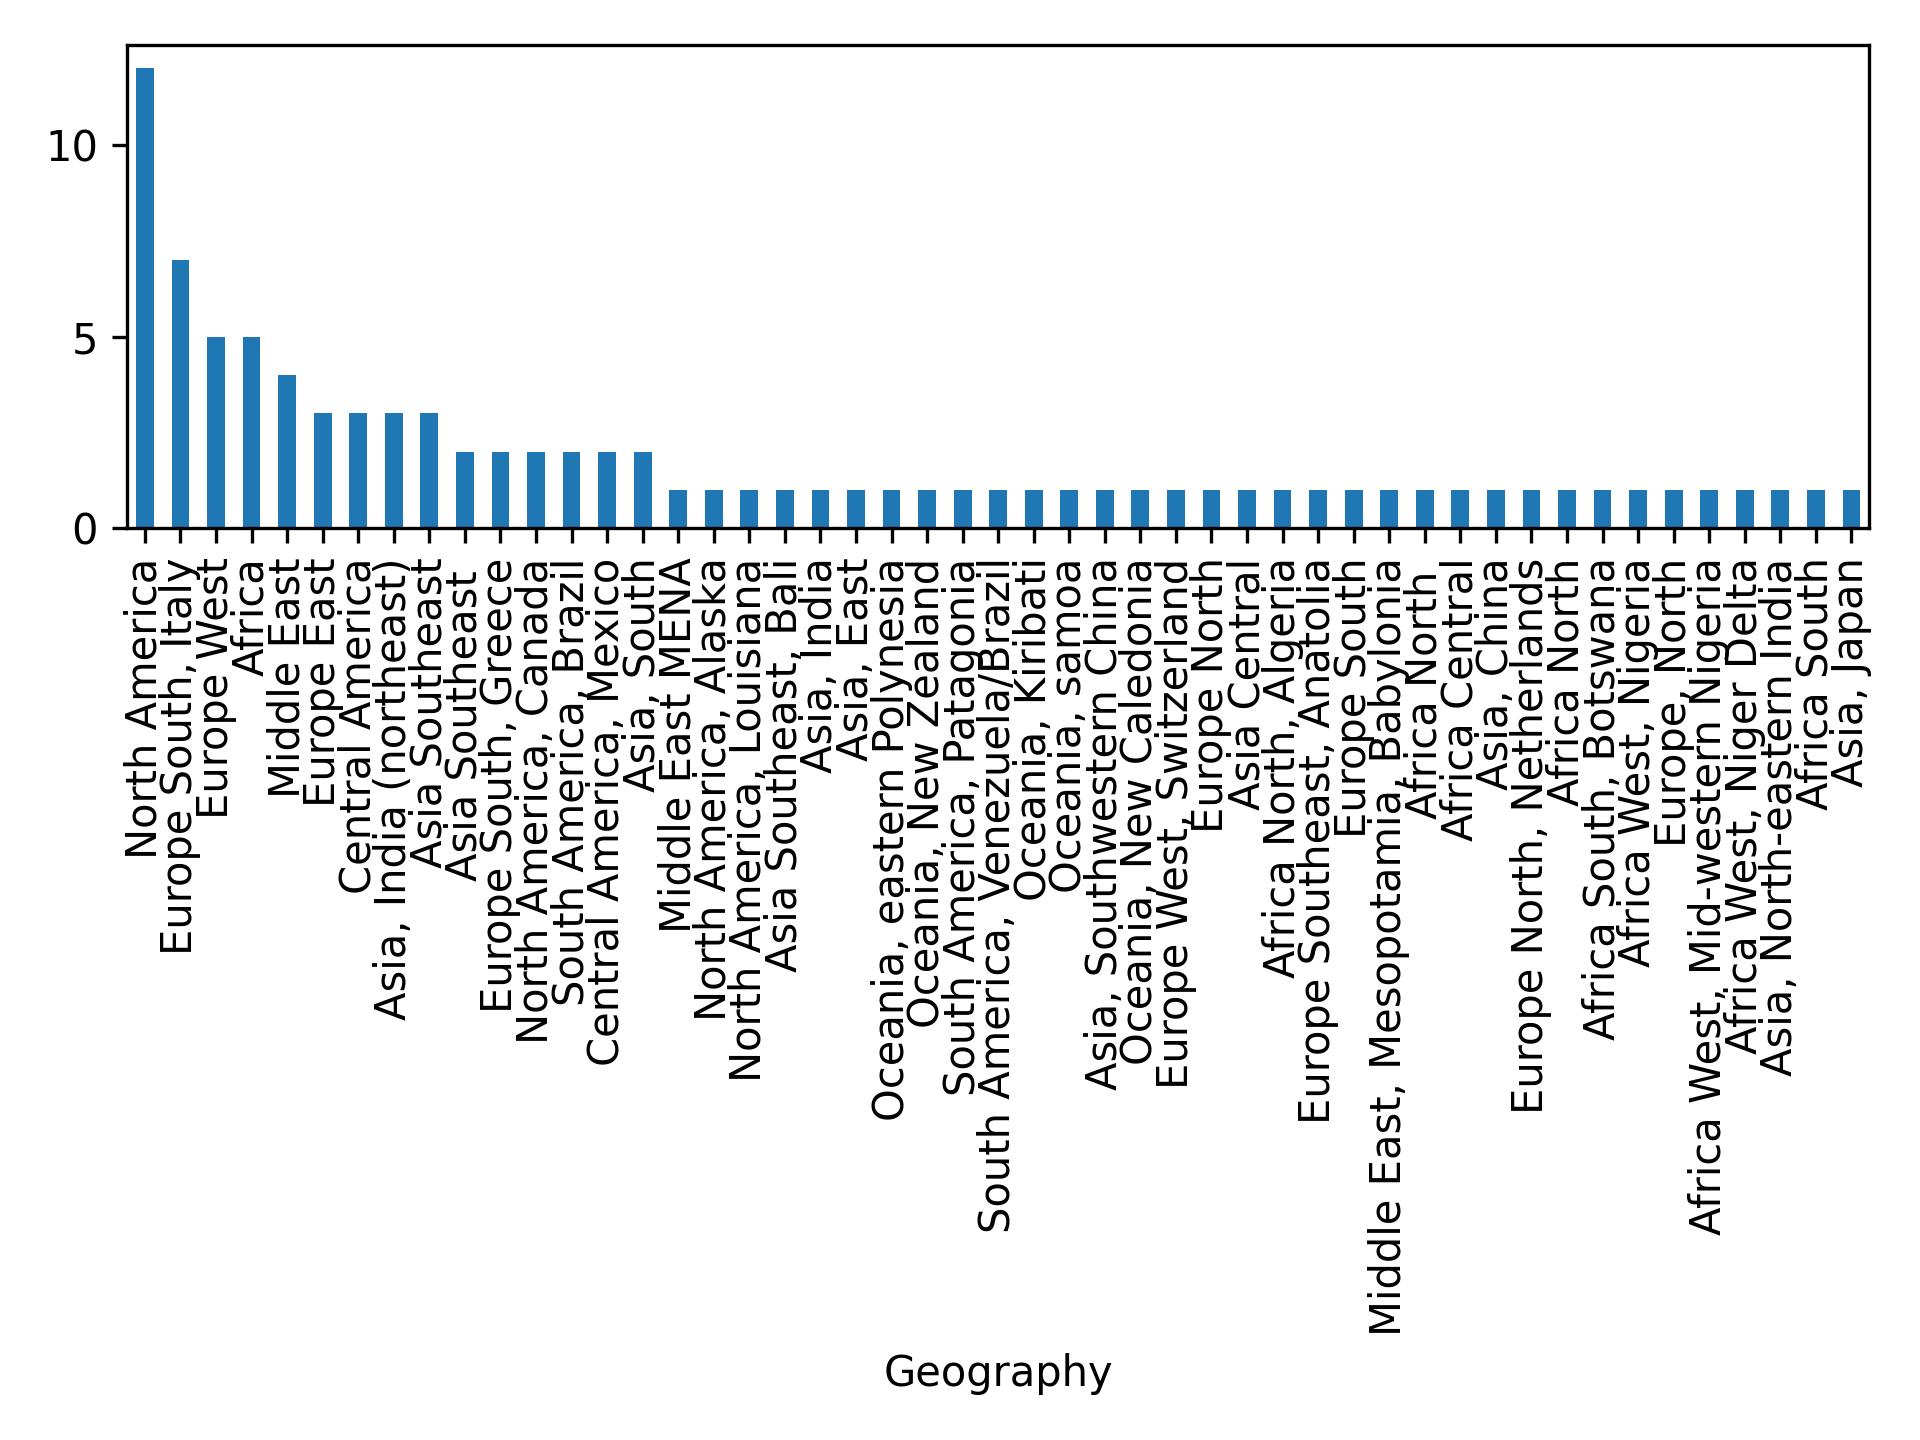 10
5
0
North America
Europe South, Italy
Europe West
Africa
Middle East
Europe East
Central America
Asia, India (northeast)
Asia Southeast
Asia Southeast
Europe South, Greece
North America, Canada
South America, Brazil
Central America, Mexico
Asia, South
Middle East MENA
North America, Alaska
North America, Louisiana
Asia Southeast, Bali
Asia, India
Asia, East
Oceania, eastern Polynesia
Oceania, New Zealand
South America, Patagonia
South America, Venezuela/Brazil
Oceania, Kiribati
Oceania, samoa
Asia, Southwestern China
Oceania, New Caledonia
Europe West, Switzerland
Europe North
Asia Central
Africa North, Algeria
Europe Southeast, Anatolia
Europe South
Middle East, Mesopotamia, Babylonia
Africa North
Africa Central
Asia, China
Europe North, Netherlands
Africa North
Africa South, Botswana
Africa West, Nigeria
Europe, North
Africa West, Mid-western Nigeria
Africa West, Niger Delta
Asia, North-eastern India
Africa South
Asia, Japan
Geography